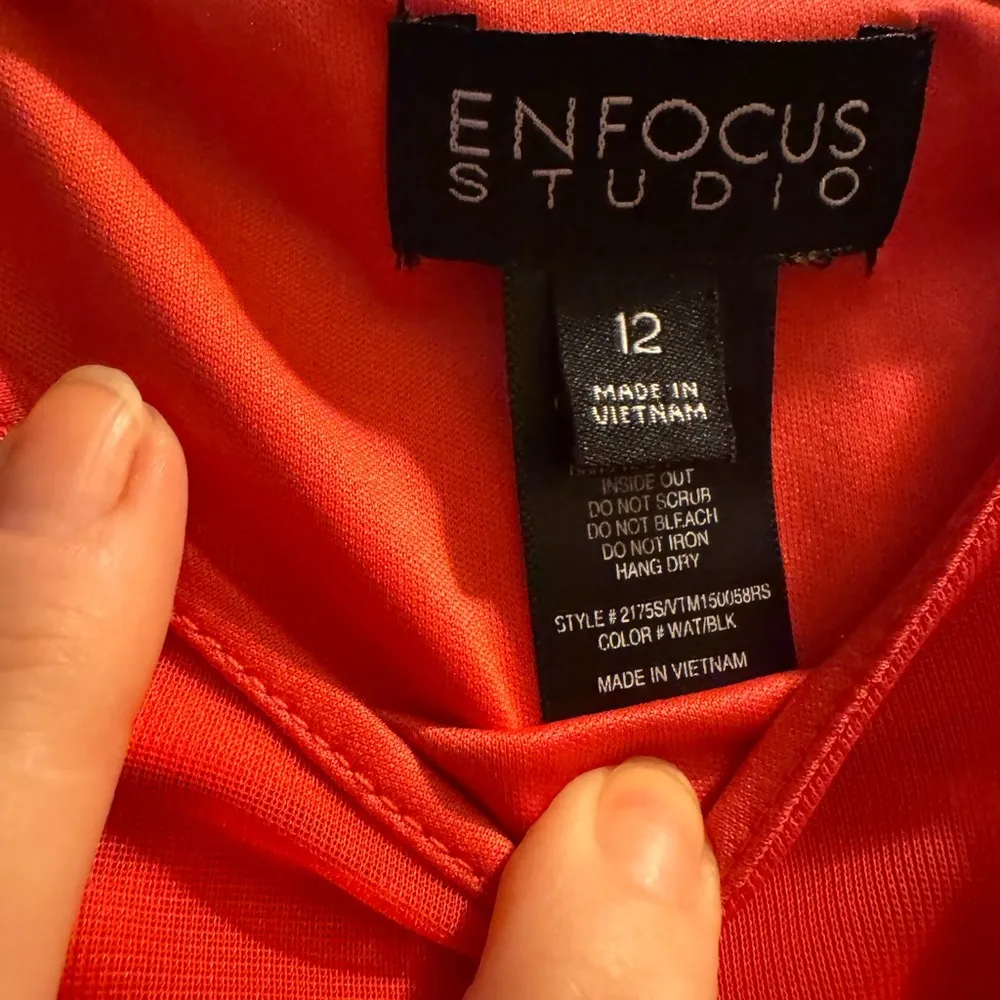 ENFOCUS
STUDIO
12
MADE IN
VIETNAM
INSIDE OUT
DO NOT SCRUB
DO NOT BLEACH
DO NOT IRON
HANG DRY
STYLE # 2175S/VTM150058RS
COLOR # WAT/BLK
MADE IN VIETNAM